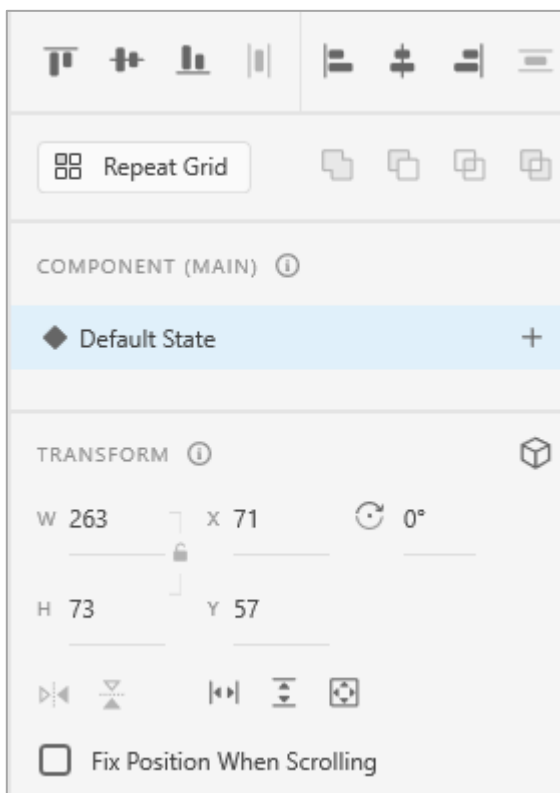 Repeat Grid
COMPONENT (MAIN)
Default State
TRANSFORM
W 263 X 71 0°
H 73 Y 57
Fix Position When Scrolling